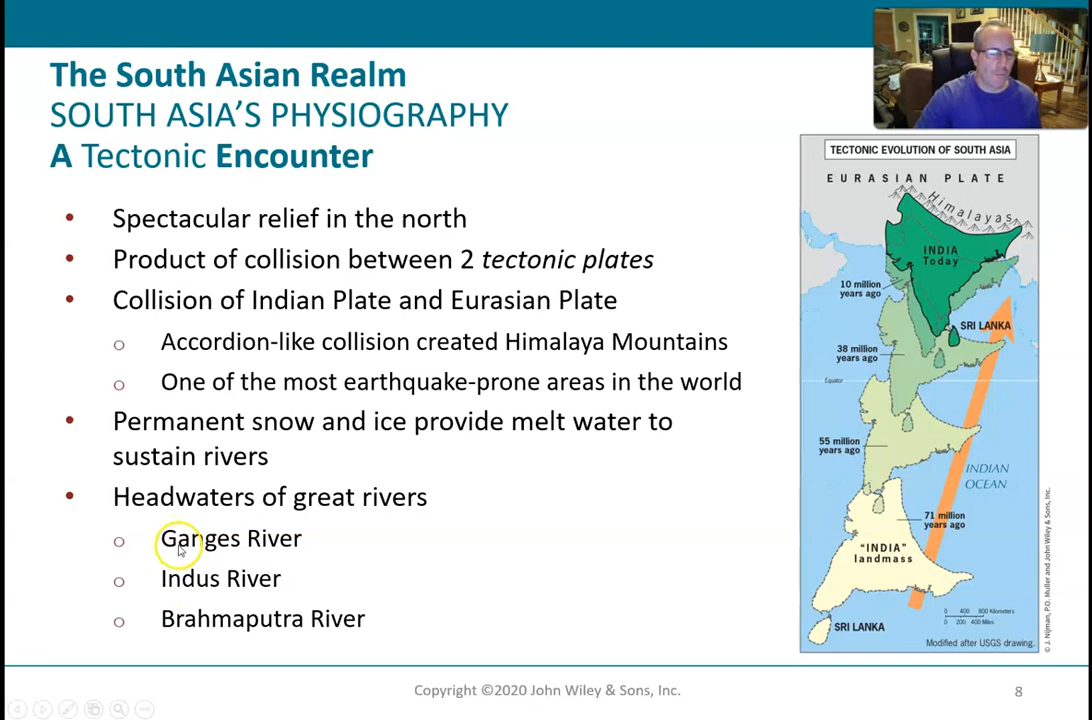 The South Asian Realm
SOUTH ASIA'S PHYSIOGRAPHY
A Tectonic Encounter
• Spectacular relief in the north
• Product of collision between 2 tectonic plates
• Collision of Indian Plate and Eurasian Plate
o Accordion-like collision created Himalaya Mountains
o One of the most earthquake-prone areas in the world
• Permanent snow and ice provide melt water to
sustain rivers
• Headwaters of great rivers
o Ganges River
o Indus River
o Brahmaputra River
TECTONIC EVOLUTION OF SOUTH ASIA
EURASIAN PLATE
Himalayas
INDIA
Today
10 million
years ago
SRI LANKA
38 million
years ago
Equator
55 million
years ago
INDIAN
OCEAN
71 million
years ago
"INDIA"
landmass
0 400 800 Kilometers
0 200 400 Miles
SRI LANKA
Modified after USGS drawing.
© J. Nijman, P.O. Muller and John Wiley & Sons, Inc.
Copyright ©2020 John Wiley & Sons, Inc.
8